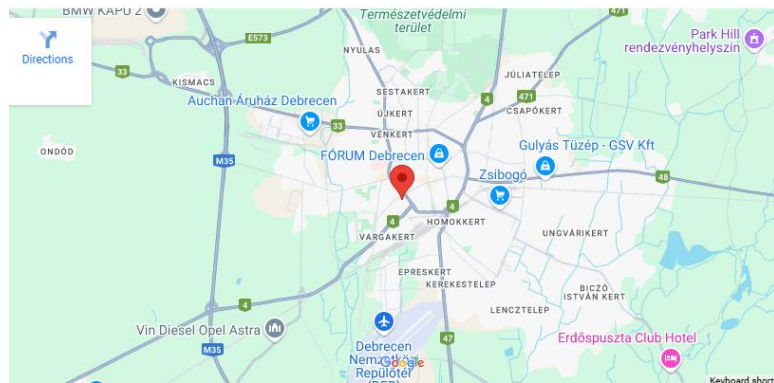 BMW KAPU 2
Természetvédelmi
terület
471
Park Hill
rendezvényhelyszín
Directions
E573
NYULAS
4
33
KISMACS
JÚLIATELEP
SESTAKERT
4
471
Auchan Áruház Debrecen
ÚJKERT
CSAPÓKERT
33
VÉNKERT
ONDÓD
M35
FÓRUM Debrecen
Gulyás Tüzép - GSV Kft
Zsibogó
48
4
4
HOMOKKERT
VARGAKERT
UNGVÁRIKERT
EPRESKERT
KEREKESTELEP
BICZÓ
ISTVÁN KERT
4
LENCZTELEP
Vin Diesel Opel Astra
M35
47
Erdőspuszta Club Hotel
Debrecen
Nemzetközi
Repülőtér
Google